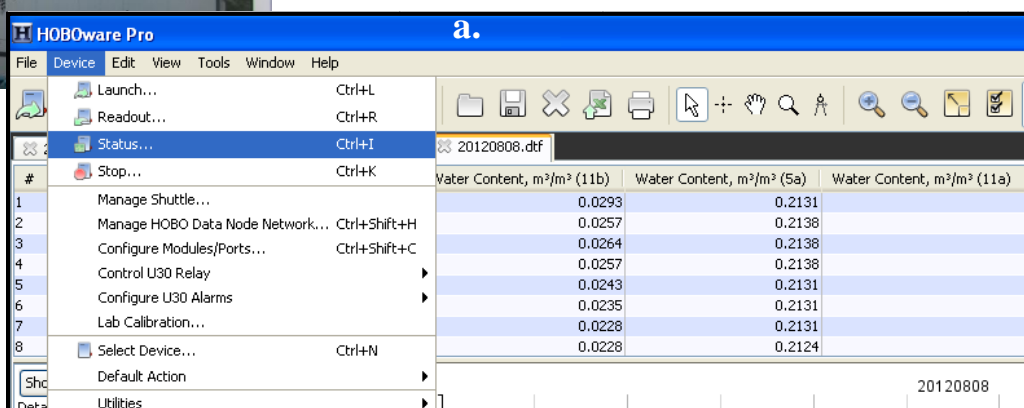 a.
HOBOware Pro
File Device Edit View Tools Window Help
Launch... Ctrl+L
Readout... Ctrl+R
Status... Ctrl+I
Stop... Ctrl+K
Manage Shuttle...
Manage HOBO Data Node Network... Ctrl+Shift+H
Configure Modules/Ports... Ctrl+Shift+C
Control U30 Relay
Configure U30 Alarms
Lab Calibration...
Select Device... Ctrl+N
Default Action
Utilities
20120808.dtf
# Water Content, m³/m³ (11b) Water Content, m³/m³ (5a) Water Content, m³/m³ (11a)
1 0.0293 0.2131
2 0.0257 0.2138
3 0.0264 0.2138
4 0.0257 0.2138
5 0.0243 0.2131
6 0.0235 0.2131
7 0.0228 0.2131
8 0.0228 0.2124
20120808